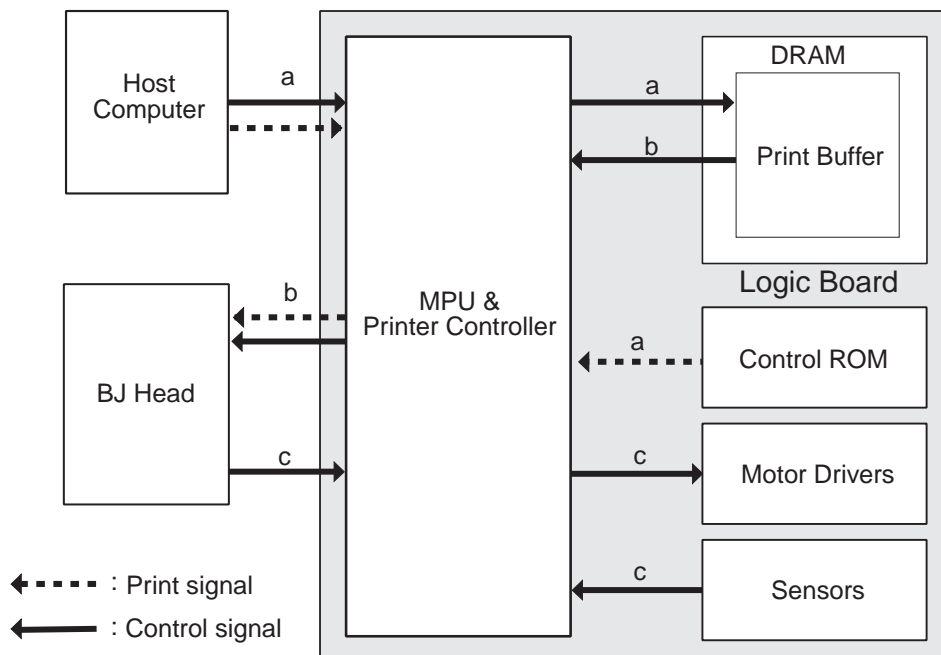 Host
Computer
a
a
DRAM
b
Print Buffer
Logic Board
BJ Head
b
c
MPU &
Printer Controller
a
Control ROM
c
Motor Drivers
c
Sensors
: Print signal
: Control signal